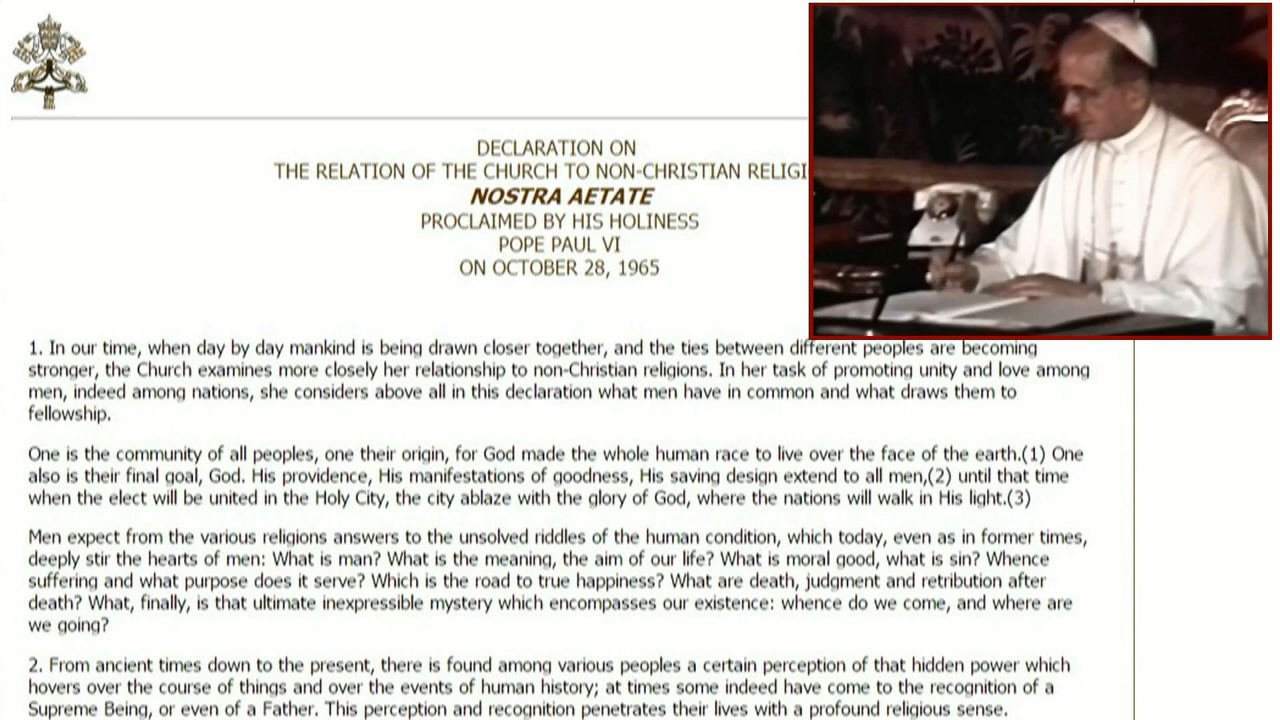 DECLARATION ON
THE RELATION OF THE CHURCH TO NON-CHRISTIAN RELIGI
NOSTRA AETATE
PROCLAIMED BY HIS HOLINESS
POPE PAUL VI
ON OCTOBER 28, 1965
1. In our time, when day by day mankind is being drawn closer together, and the ties between different peoples are becoming
stronger, the Church examines more closely her relationship to non-Christian religions. In her task of promoting unity and love among
men, indeed among nations, she considers above all in this declaration what men have in common and what draws them to
fellowship.
One is the community of all peoples, one their origin, for God made the whole human race to live over the face of the earth.(1) One
also is their final goal, God. His providence, His manifestations of goodness, His saving design extend to all men,(2) until that time
when the elect will be united in the Holy City, the city ablaze with the glory of God, where the nations will walk in His light.(3)
Men expect from the various religions answers to the unsolved riddles of the human condition, which today, even as in former times,
deeply stir the hearts of men: What is man? What is the meaning, the aim of our life? What is moral good, what is sin? Whence
suffering and what purpose does it serve? Which is the road to true happiness? What are death, judgment and retribution after
death? What, finally, is that ultimate inexpressible mystery which encompasses our existence: whence do we come, and where are
we going?
2. From ancient times down to the present, there is found among various peoples a certain perception of that hidden power which
hovers over the course of things and over the events of human history; at times some indeed have come to the recognition of a
Supreme Being, or even of a Father. This perception and recognition penetrates their lives with a profound religious sense.